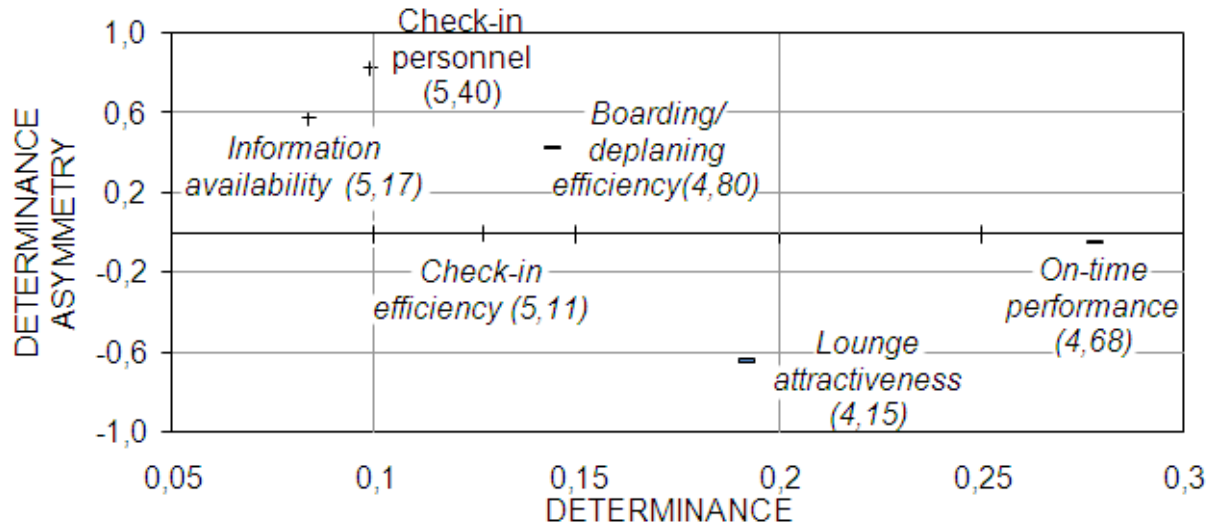 DETERMINANCE
ASYMMETRY
1,0
0,6
0,2
-0,2
-0,6
-1,0
Check-in
personnel
(5,40)
Information
availability (5,17)
Boarding/
deplaning
efficiency(4,80)
Check-in
efficiency (5,11)
On-time
performance
(4,68)
Lounge
attractiveness
(4,15)
0,05 0,1 0,15 0,2 0,25 0,3
DETERMINANCE